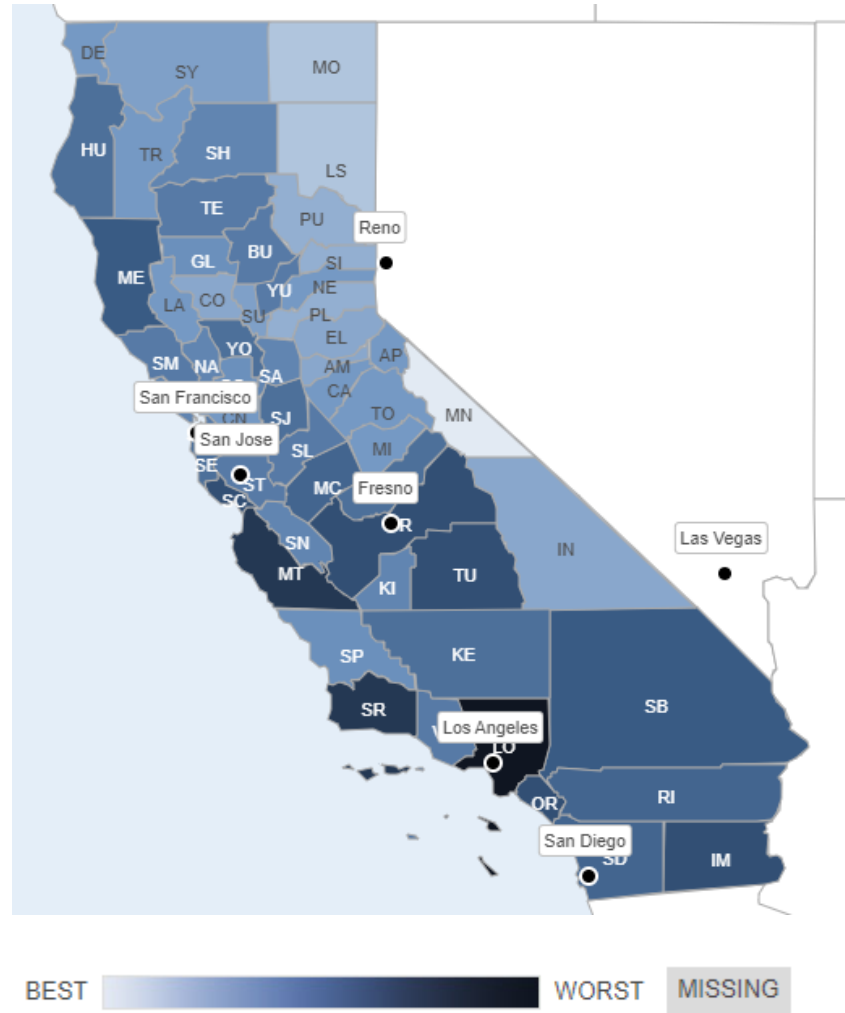 DE
SY
MO
HU
TR
SH
LS
TE
PU
Reno
BU
GL
SI
ME
YU
NE
LA
CO
SU
PL
EL
YO
SM
NA
SA
AM
AP
CA
San Francisco
CN
SJ
TO
MN
San Jose
SL
MI
SE
ST
MC
Fresno
SC
R
Las Vegas
SN
IN
MT
KI
TU
SP
KE
SR
SB
Los Angeles
LO
OR
RI
San Diego
SD
IM
BEST
WORST
MISSING